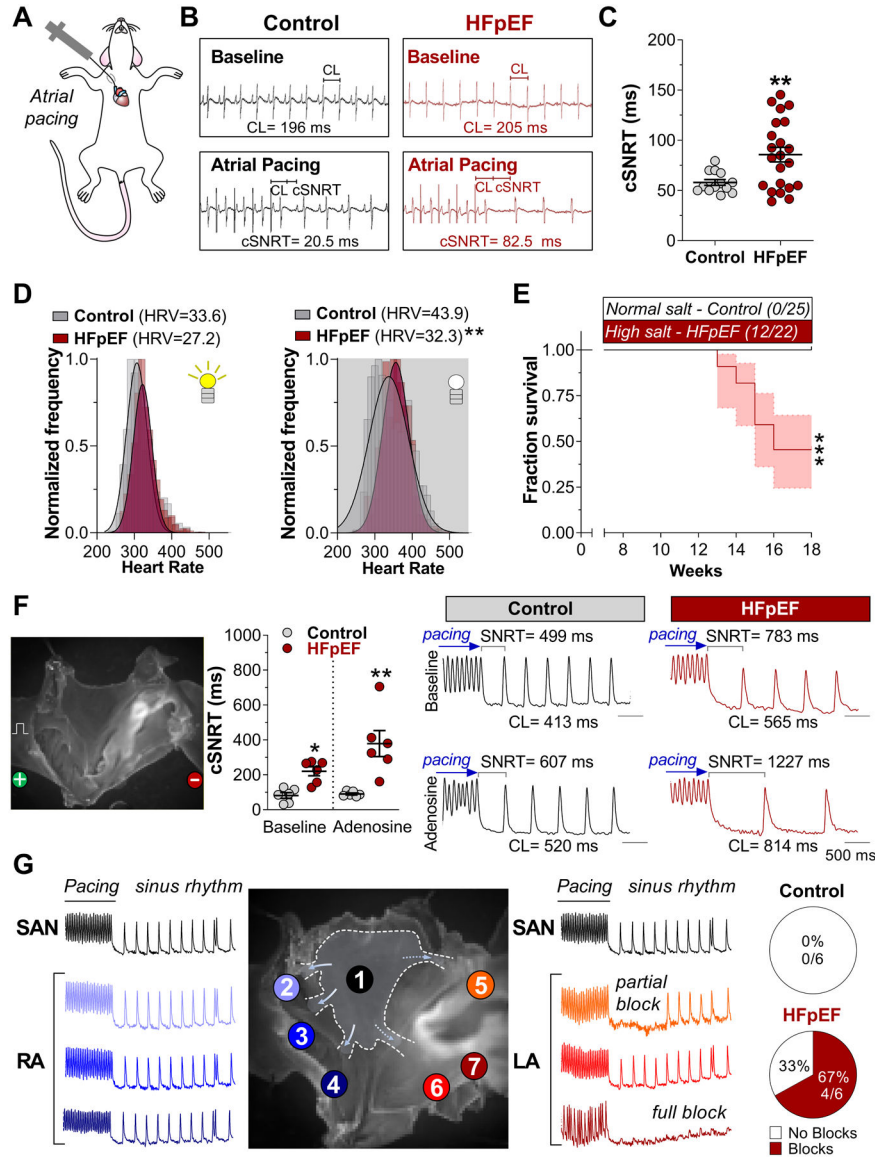 A
Atrial
pacing
B
Control
HFpEF
Baseline
CL
CL= 196 ms
Baseline
CL
CL= 205 ms
Atrial Pacing
CL cSNRT
cSNRT= 20.5 ms
Atrial Pacing
CL cSNRT
cSNRT= 82.5 ms
C
cSNRT (ms)
200
150
100
50
0
**
Control
HFpEF
D
Control (HRV=33.6)
HFpEF (HRV=27.2)
Normalized frequency
1.0
0.5
0.0
200
300
400
500
Heart Rate
Control (HRV=43.9)
HFpEF (HRV=32.3)**
Normalized frequency
1.0
0.5
0.0
200
300
400
500
Heart Rate
E
Normal salt - Control (0/25)
High salt - HFpEF (12/22)
Fraction survival
1.00
0.75
0.50
0.25
0.00
***
0
8
10
12
14
16
18
Weeks
F
+
−
cSNRT (ms)
1000
800
600
400
200
0
Control
HFpEF
*
**
Baseline
Adenosine
Control
HFpEF
Baseline
pacing
SNRT= 499 ms
CL= 413 ms
pacing
SNRT= 783 ms
CL= 565 ms
Adenosine
pacing
SNRT= 607 ms
CL= 520 ms
pacing
SNRT= 1227 ms
CL= 814 ms
500 ms
G
Pacing
sinus rhythm
SAN
RA
1
2
3
4
5
6
7
Pacing
sinus rhythm
SAN
LA
partial
block
full block
Control
0%
0/6
HFpEF
33%
67%
4/6
No Blocks
Blocks